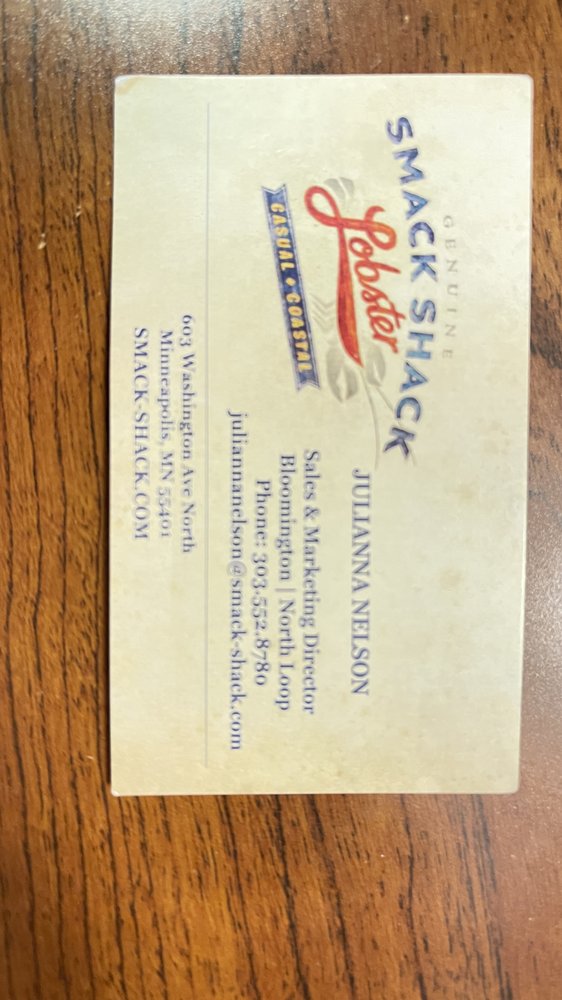 GENUINE
SMACK SHACK
Lobster
CASUAL • COASTAL
JULIANNA NELSON
Sales & Marketing Director
Bloomington | North Loop
Phone: 303.552.8780
juliannanelson@smack-shack.com
603 Washington Ave North
Minneapolis, MN 55401
SMACK-SHACK.COM